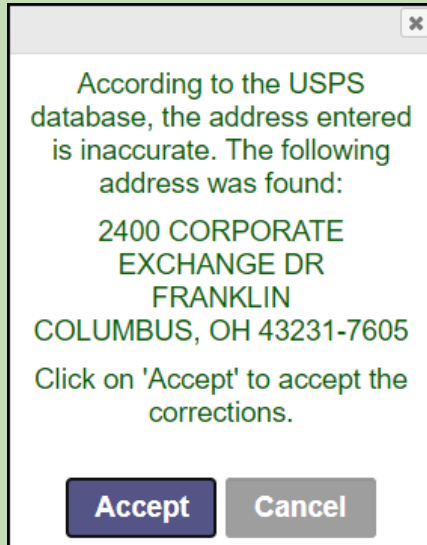 According to the USPS
database, the address entered
is inaccurate. The following
address was found:
2400 CORPORATE
EXCHANGE DR
FRANKLIN
COLUMBUS, OH 43231-7605
Click on 'Accept' to accept the
corrections.
Accept Cancel